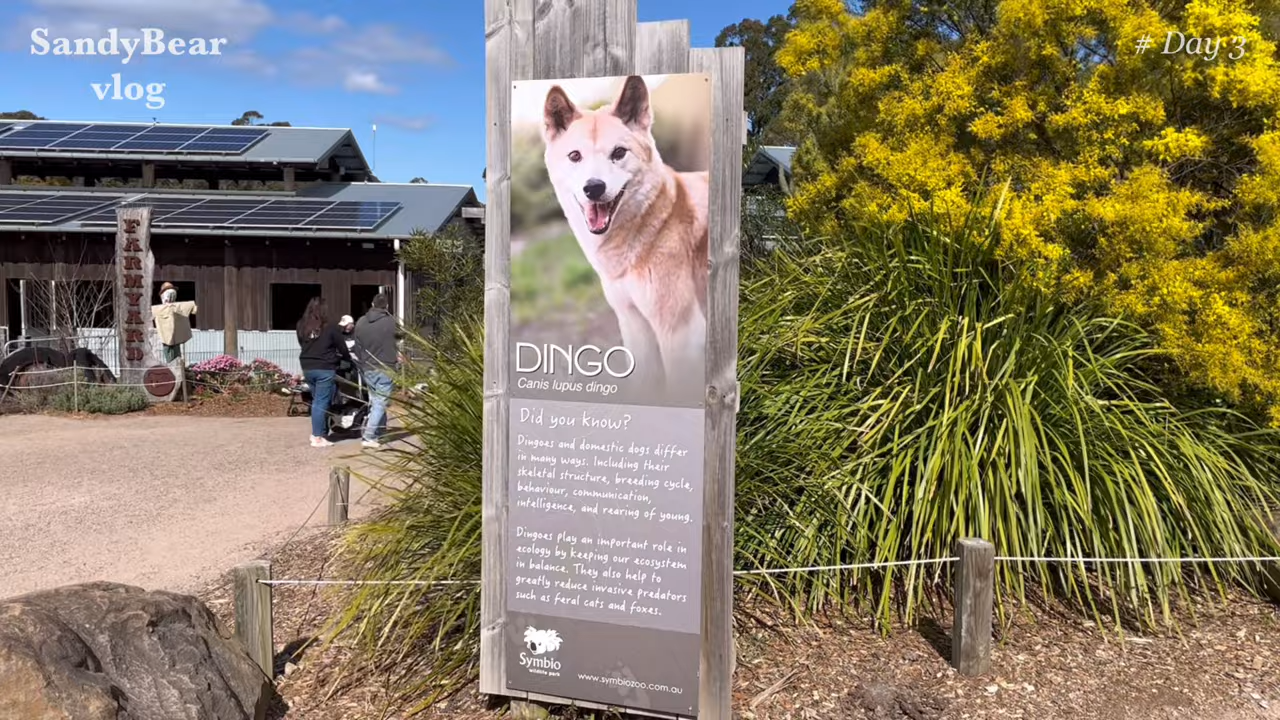 SandyBear
vlog
# Day 3
FARMYARD
DINGO
Canis lupus dingo
Did you know?
Dingoes and domestic dogs differ
in many ways. Including their
skeletal structure, breeding cycle,
behaviour, communication,
intelligence, and rearing of young.
Dingoes play an important role in
ecology by keeping our ecosystem
in balance. They also help to
greatly reduce invasive predators
such as feral cats and foxes.
Symbio
wildlife park
www.symbiozoo.com.au